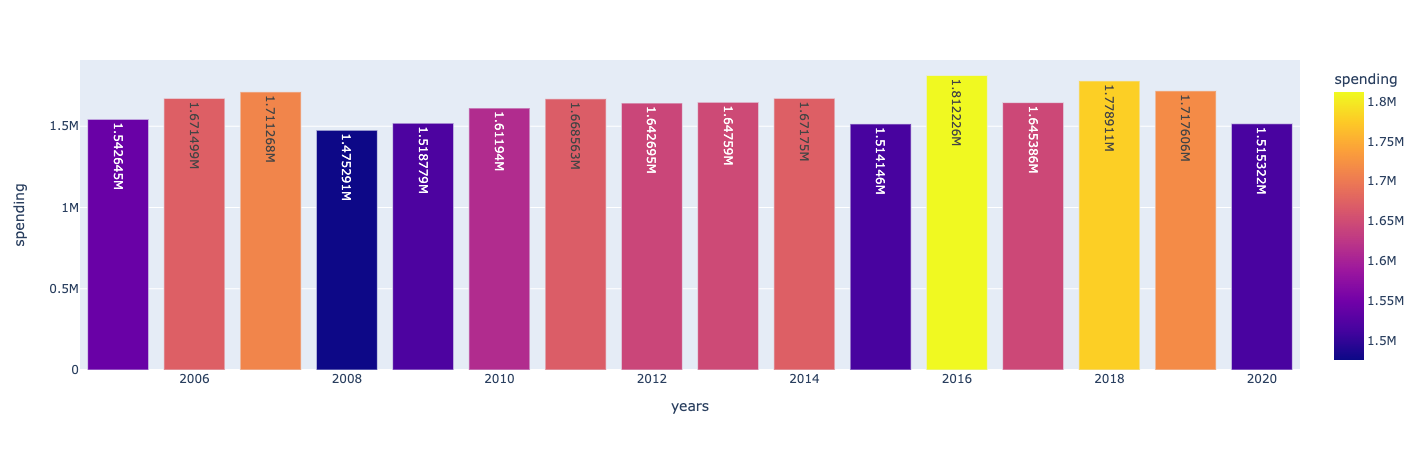 spending
1.8M
1.75M
1.7M
1.65M
1.6M
1.55M
1.5M
1.5M
1M
0.5M
0
spending
1.542645M
1.671499M
1.711268M
1.475291M
1.518779M
1.61194M
1.668563M
1.642695M
1.64759M
1.67175M
1.514146M
1.812226M
1.645386M
1.778911M
1.717606M
1.515322M
2006 2008 2010 2012 2014 2016 2018 2020
years